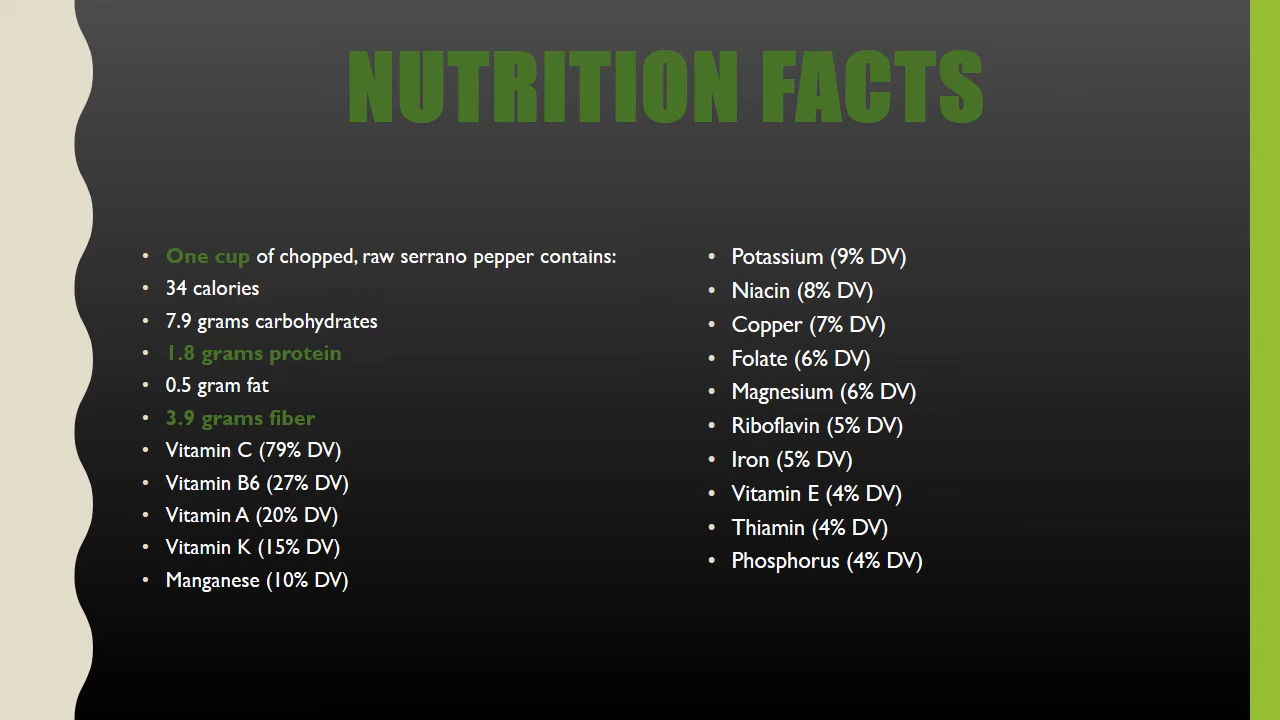 NUTRITION FACTS
• One cup of chopped, raw serrano pepper contains:
• 34 calories
• 7.9 grams carbohydrates
• 1.8 grams protein
• 0.5 gram fat
• 3.9 grams fiber
• Vitamin C (79% DV)
• Vitamin B6 (27% DV)
• Vitamin A (20% DV)
• Vitamin K (15% DV)
• Manganese (10% DV)
• Potassium (9% DV)
• Niacin (8% DV)
• Copper (7% DV)
• Folate (6% DV)
• Magnesium (6% DV)
• Riboflavin (5% DV)
• Iron (5% DV)
• Vitamin E (4% DV)
• Thiamin (4% DV)
• Phosphorus (4% DV)